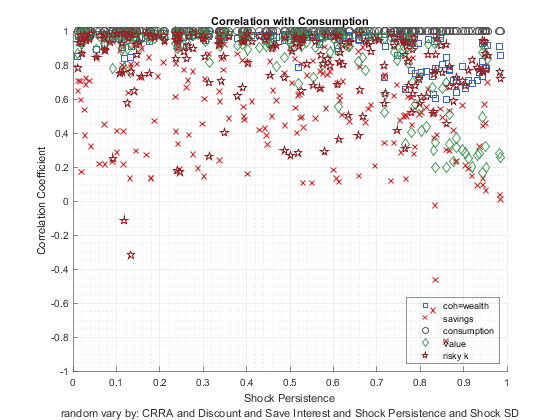 Correlation with Consumption
1
0.8
0.6
0.4
0.2
0
-0.2
-0.4
-0.6
-0.8
-1
Correlation Coefficient
coh=wealth
savings
consumption
value
risky k
0
0.1
0.2
0.3
0.4
0.5
0.6
0.7
0.8
0.9
1
Shock Persistence
random vary by: CRRA and Discount and Save Interest and Shock Persistence and Shock SD